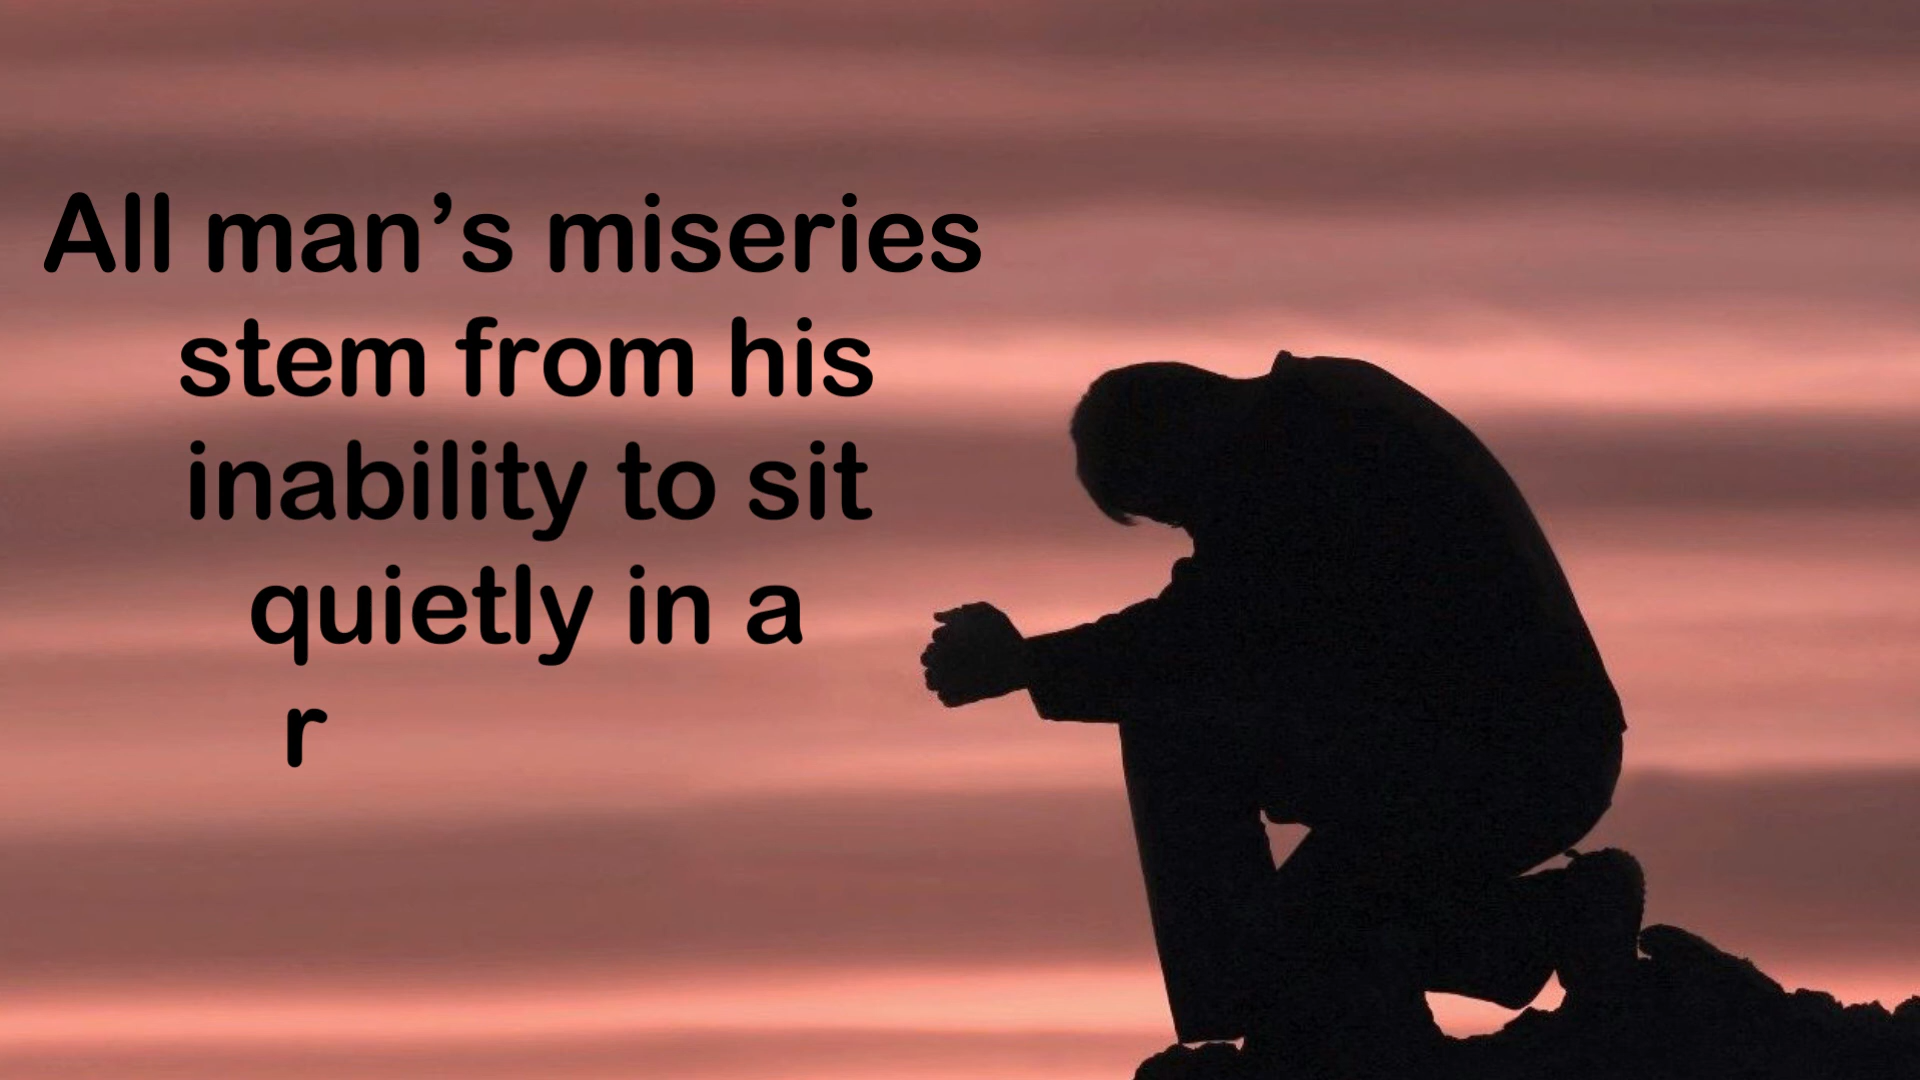 All man’s miseries
stem from his
inability to sit
quietly in a
r